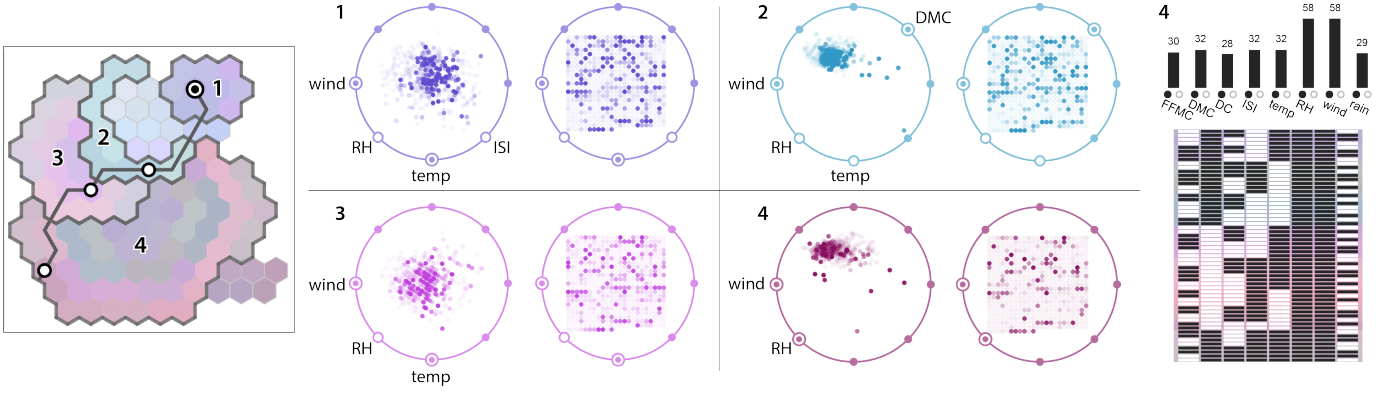 1
2
3
4
1
wind
RH
ISI
temp
2
DMC
wind
RH
temp
3
wind
RH
temp
4
wind
RH
4
30 32 28 32 32 58 58 29
FFMC DMC DC ISI temp RH wind rain